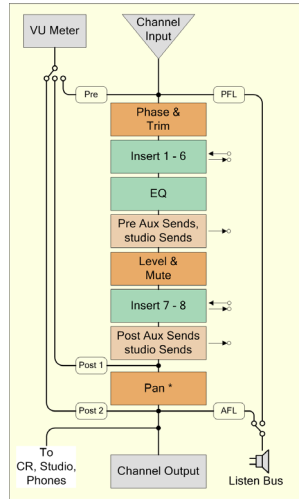 VU Meter
Channel
Input
Pre
PFL
Phase &
Trim
Insert 1 - 6
EQ
Pre Aux Sends,
studio Sends
Level &
Mute
Insert 7 - 8
Post Aux Sends
studio Sends
Post 1
Pan *
Post 2
AFL
To
CR, Studio,
Phones
Channel Output
Listen Bus